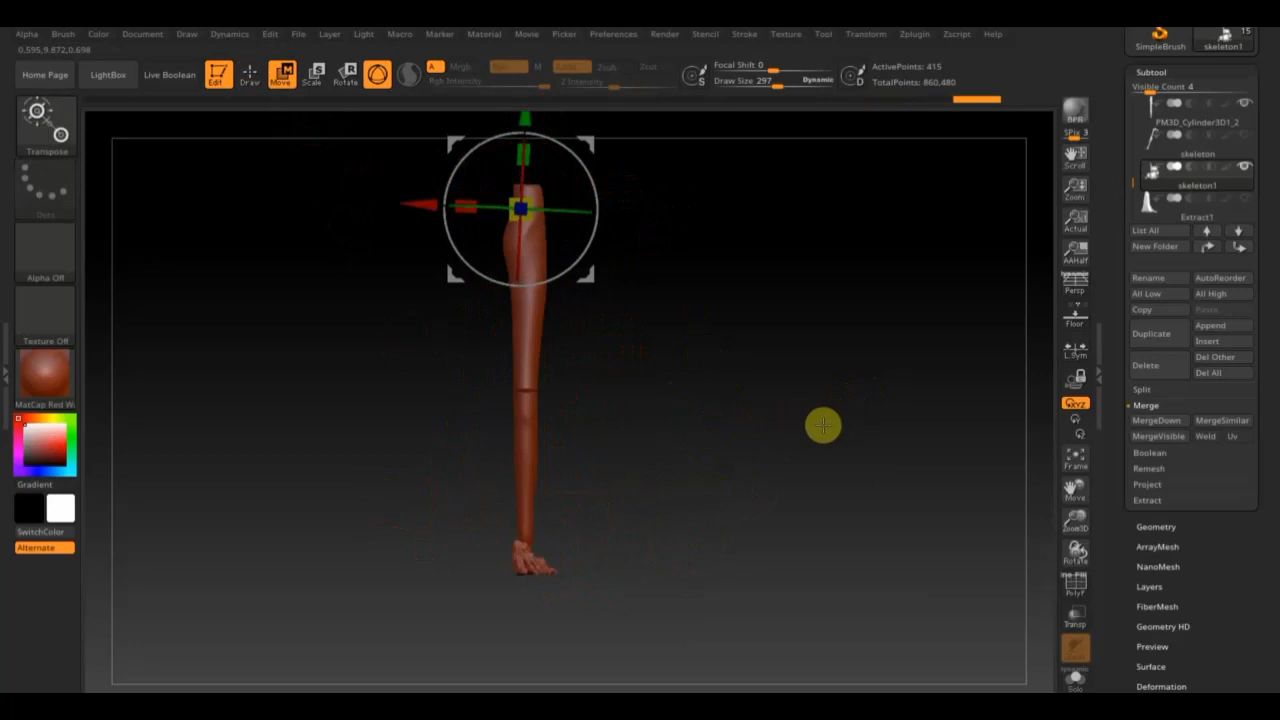 Alpha Brush Color Document Draw Dynamics Edit File Layer Light Macro Marker Material Movie Picker Preferences Render Stencil Stroke Texture Tool Transform Zplugin Zscript Help
0.595,9.872,0.698
Home Page
LightBox
Live Boolean
Edit
Draw
Move
Scale
Rotate
A
Mrgb
M
Rgb Intensity
Zsub
Zcut
Z Intensity
Focal Shift 0
Draw Size 297
Dynamic
ActivePoints: 415
TotalPoints: 860,480
SimpleBrush
15
skeleton1
Transpose
Dots
Alpha Off
Texture Off
MatCap Red W
Gradient
SwitchColor
Alternate
BPR
SPix 3
Scroll
Zoom
Actual
AAHalf
Persp
Floor
L.Sym
XYZ
Frame
Move
Zoom3D
Rotate
PolyF
Transp
Solo
Subtool
Visible Count 4
PM3D_Cylinder3D1_2
skeleton
skeleton1
Extract1
List All
New Folder
Rename AutoReorder
All Low All High
Copy Paste
Duplicate Append
Insert
Delete Del Other
Del All
Split
Merge
MergeDown MergeSimilar
MergeVisible Weld Uv
Boolean
Remesh
Project
Extract
Geometry
ArrayMesh
NanoMesh
Layers
FiberMesh
Geometry HD
Preview
Surface
Deformation